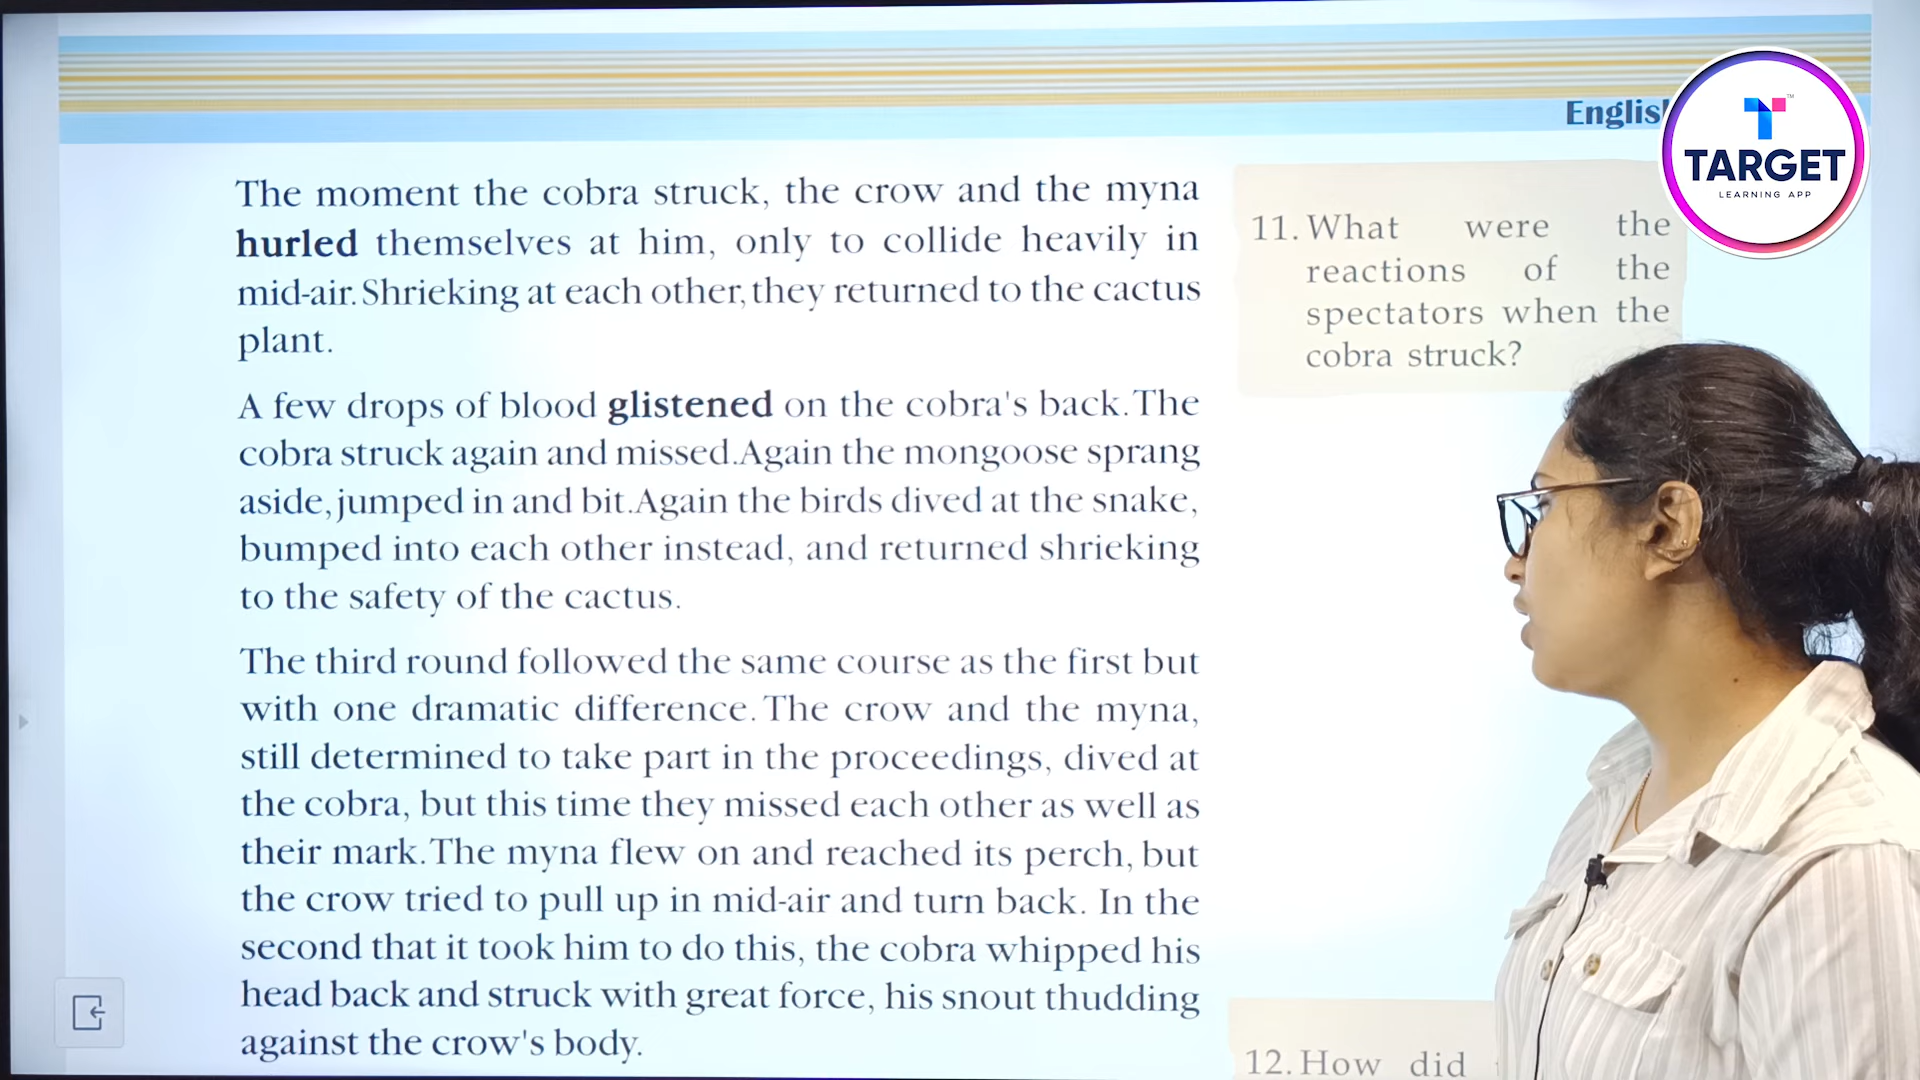 English
TARGET
LEARNING APP
TM
The moment the cobra struck, the crow and the myna
hurled themselves at him, only to collide heavily in
mid-air. Shrieking at each other, they returned to the cactus
plant.
A few drops of blood glistened on the cobra's back. The
cobra struck again and missed. Again the mongoose sprang
aside, jumped in and bit. Again the birds dived at the snake,
bumped into each other instead, and returned shrieking
to the safety of the cactus.
The third round followed the same course as the first but
with one dramatic difference. The crow and the myna,
still determined to take part in the proceedings, dived at
the cobra, but this time they missed each other as well as
their mark. The myna flew on and reached its perch, but
the crow tried to pull up in mid-air and turn back. In the
second that it took him to do this, the cobra whipped his
head back and struck with great force, his snout thudding
against the crow's body.
11. What were the
reactions of the
spectators when the
cobra struck?
12. How did